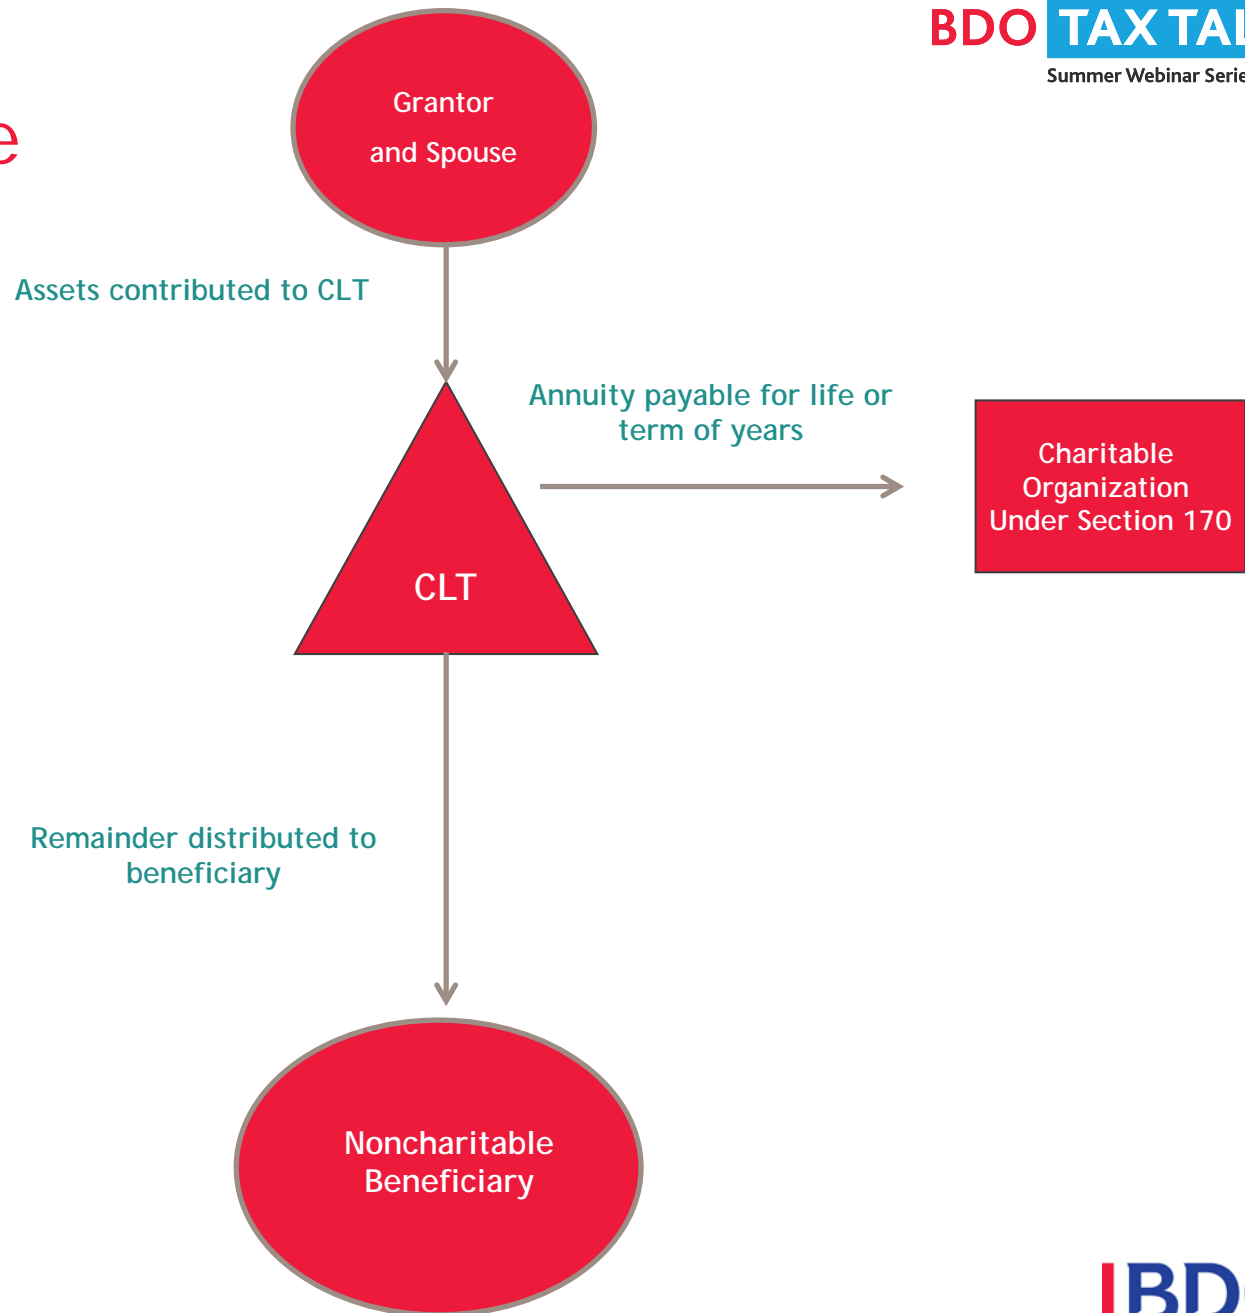 BDO TAX TAL
Summer Webinar Serie
e
Grantor
and Spouse
Assets contributed to CLT
Annuity payable for life or
term of years
Charitable
Organization
Under Section 170
CLT
Remainder distributed to
beneficiary
Noncharitable
Beneficiary
BDO